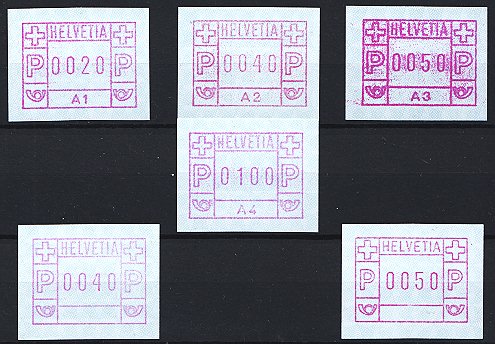 HELVETIA
P 0020 P
A1
HELVETIA
P 0040 P
A2
HELVETIA
P 0050 P
A3
HELVETIA
P 0100 P
A4
HELVETIA
P 0040 P
HELVETIA
P 0050 P